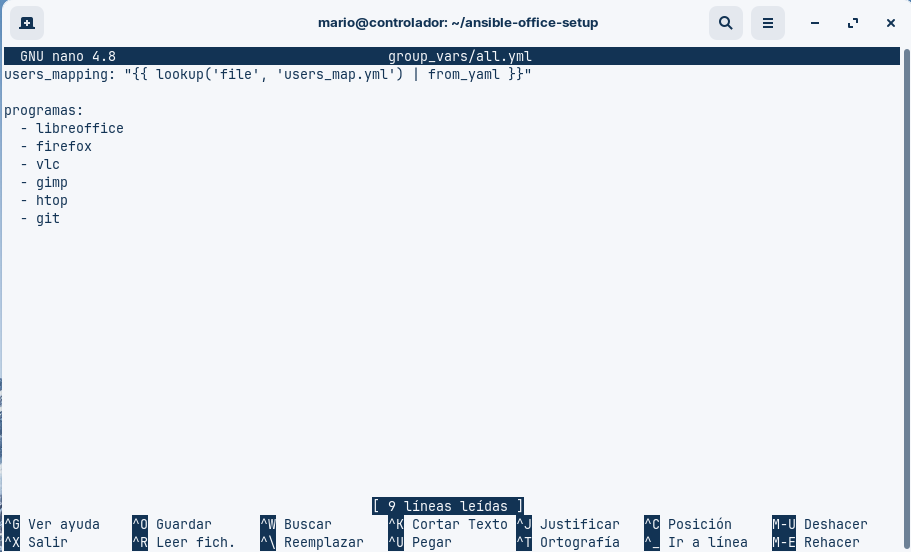 mario@controlador: ~/ansible-office-setup
GNU nano 4.8 group_vars/all.yml
users_mapping: "{{ lookup('file', 'users_map.yml') | from_yaml }}"
programas:
- libreoffice
- firefox
- vlc
- gimp
- htop
- git
[ 9 líneas leídas ]
^G Ver ayuda ^O Guardar ^W Buscar ^K Cortar Texto ^J Justificar ^C Posición M-U Deshacer
^X Salir ^R Leer fich. ^\ Reemplazar ^U Pegar ^T Ortografía ^_ Ir a línea M-E Rehacer